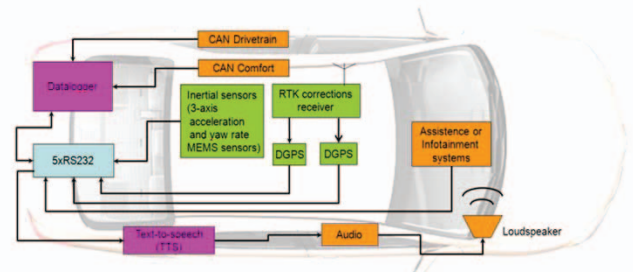 CAN Drivetrain
CAN Comfort
Datalogger
Inertial sensors
(3-axis
acceleration
and yaw rate
MEMS sensors)
RTK corrections
receiver
Assistence or
Infotainment
systems
5xRS232
DGPS
DGPS
Text-to-speech
(TTS)
Audio
Loudspeaker